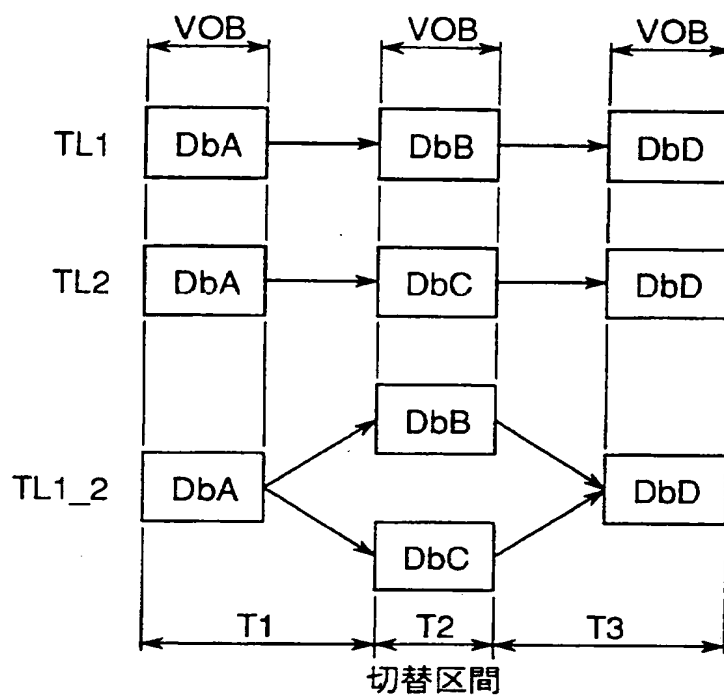 VOB VOB VOB
TL1 DbA DbB DbD
TL2 DbA DbC DbD
DbB
TL1_2 DbA DbD
DbC
T1 T2 T3
切替区間